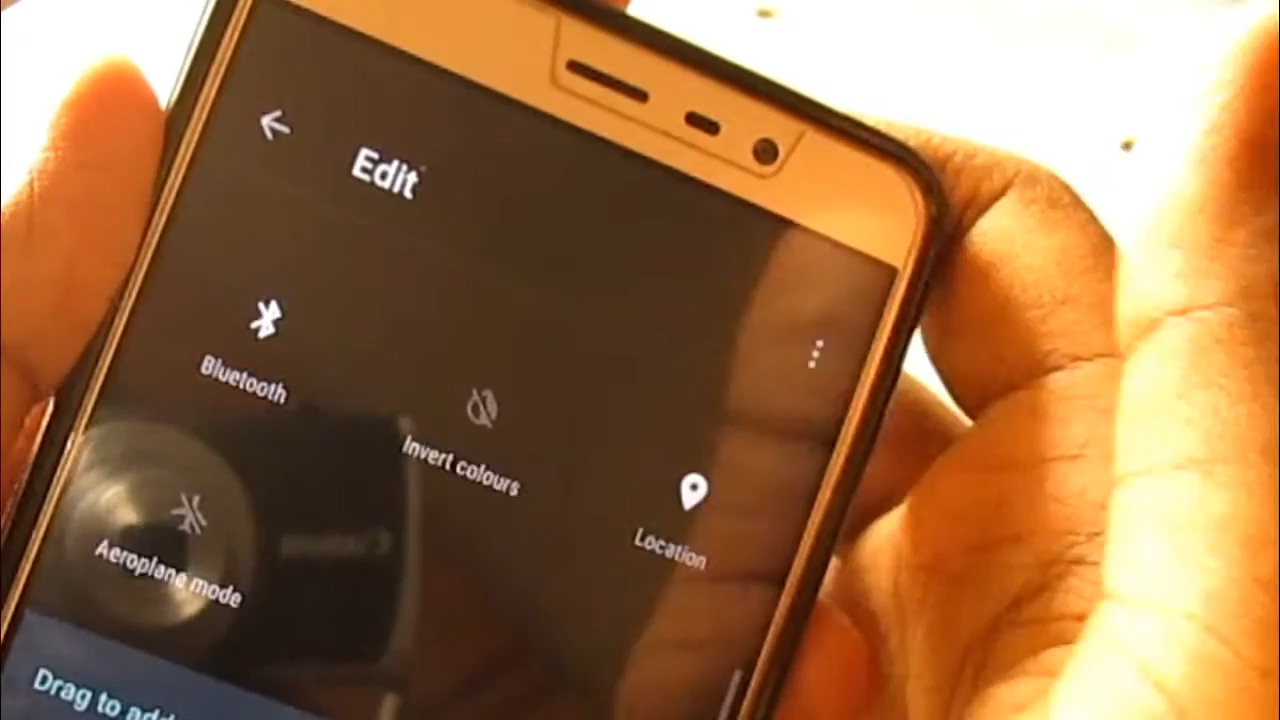 Edit
Bluetooth
Invert colours
Location
Aeroplane mode
Drag to add